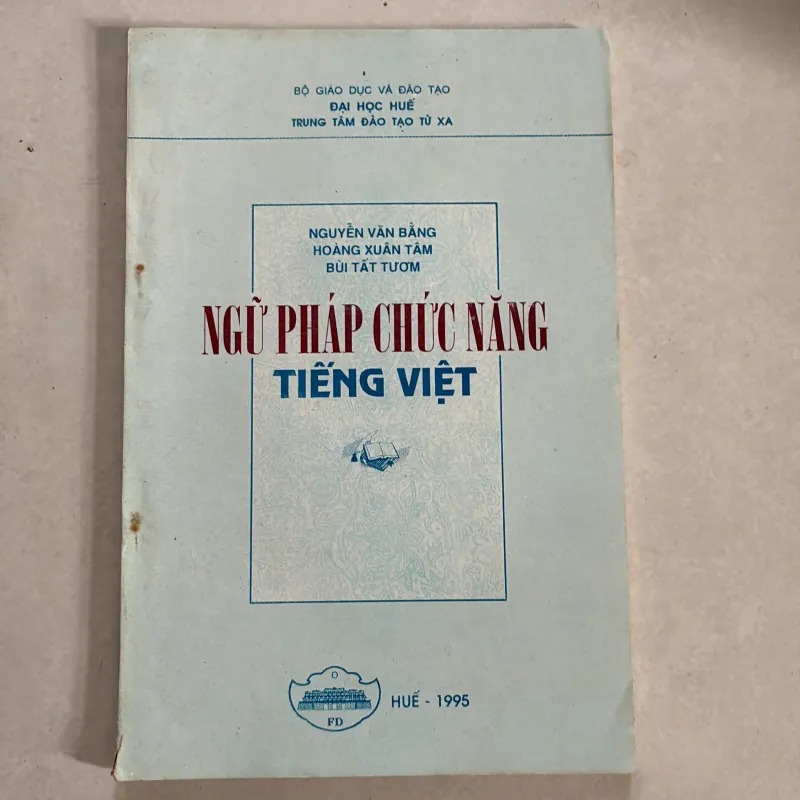 BỘ GIÁO DỤC VÀ ĐÀO TẠO
ĐẠI HỌC HUẾ
TRUNG TÂM ĐÀO TẠO TỪ XA
NGUYỄN VĂN BẰNG
HOÀNG XUÂN TÂM
BÙI TẤT TƯƠM
NGỮ PHÁP CHỨC NĂNG
TIẾNG VIỆT
O
FD
HUẾ - 1995